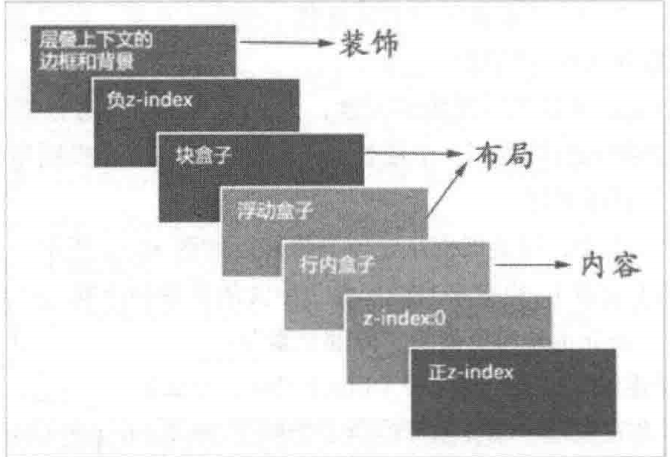 层叠上下文的
边框和背景
装饰
负z-index
块盒子
布局
浮动盒子
行内盒子
内容
z-index:0
正z-index